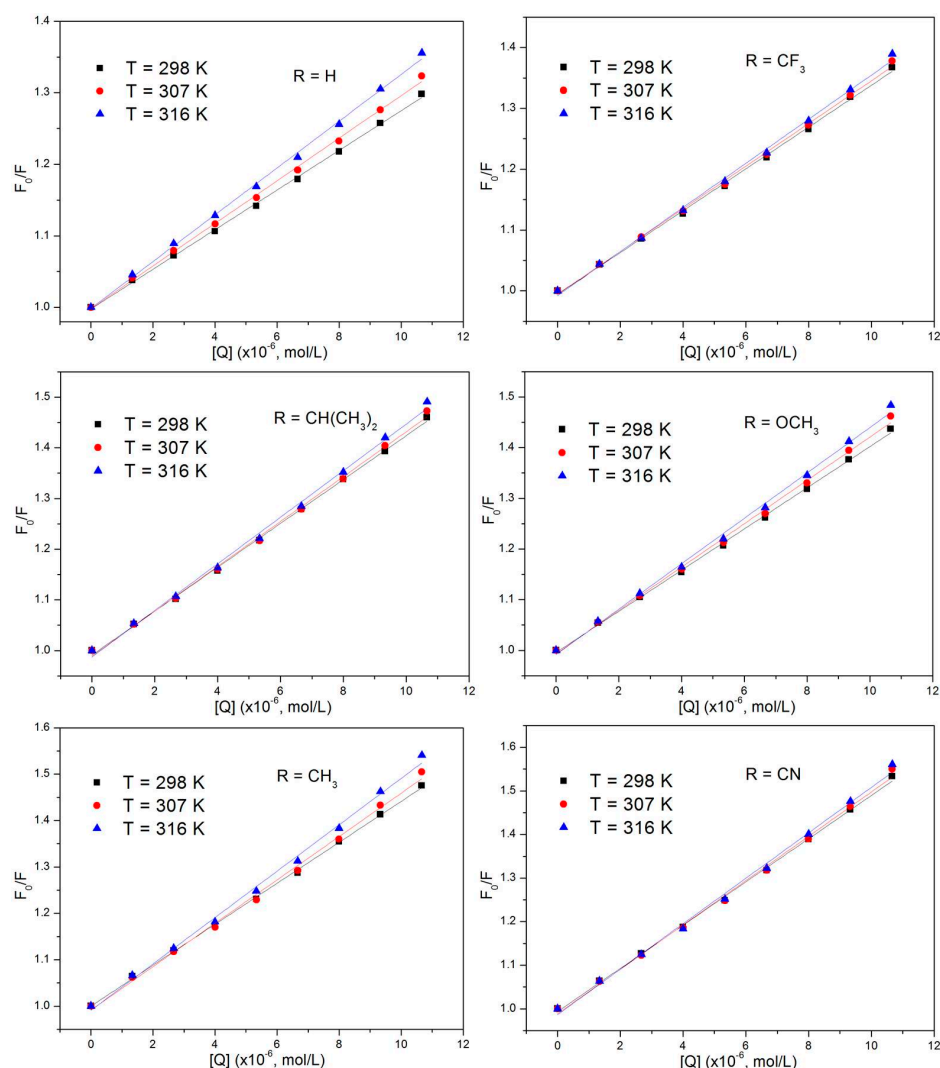 1.4
1.3
1.2
1.1
1.0
F₀/F
T = 298 K
T = 307 K
T = 316 K
R = H
0 2 4 6 8 10 12
[Q] (x10⁻⁶, mol/L)
1.4
1.3
1.2
1.1
1.0
F₀/F
T = 298 K
T = 307 K
T = 316 K
R = CF₃
0 2 4 6 8 10 12
[Q] (x10⁻⁶, mol/L)
1.5
1.4
1.3
1.2
1.1
1.0
F₀/F
T = 298 K
T = 307 K
T = 316 K
R = CH(CH₃)₂
0 2 4 6 8 10 12
[Q] (x10⁻⁶, mol/L)
1.5
1.4
1.3
1.2
1.1
1.0
F₀/F
T = 298 K
T = 307 K
T = 316 K
R = OCH₃
0 2 4 6 8 10 12
[Q] (x10⁻⁶, mol/L)
1.6
1.5
1.4
1.3
1.2
1.1
1.0
F₀/F
T = 298 K
T = 307 K
T = 316 K
R = CH₃
0 2 4 6 8 10 12
[Q] (x10⁻⁶, mol/L)
1.6
1.5
1.4
1.3
1.2
1.1
1.0
F₀/F
T = 298 K
T = 307 K
T = 316 K
R = CN
0 2 4 6 8 10 12
[Q] (x10⁻⁶, mol/L)